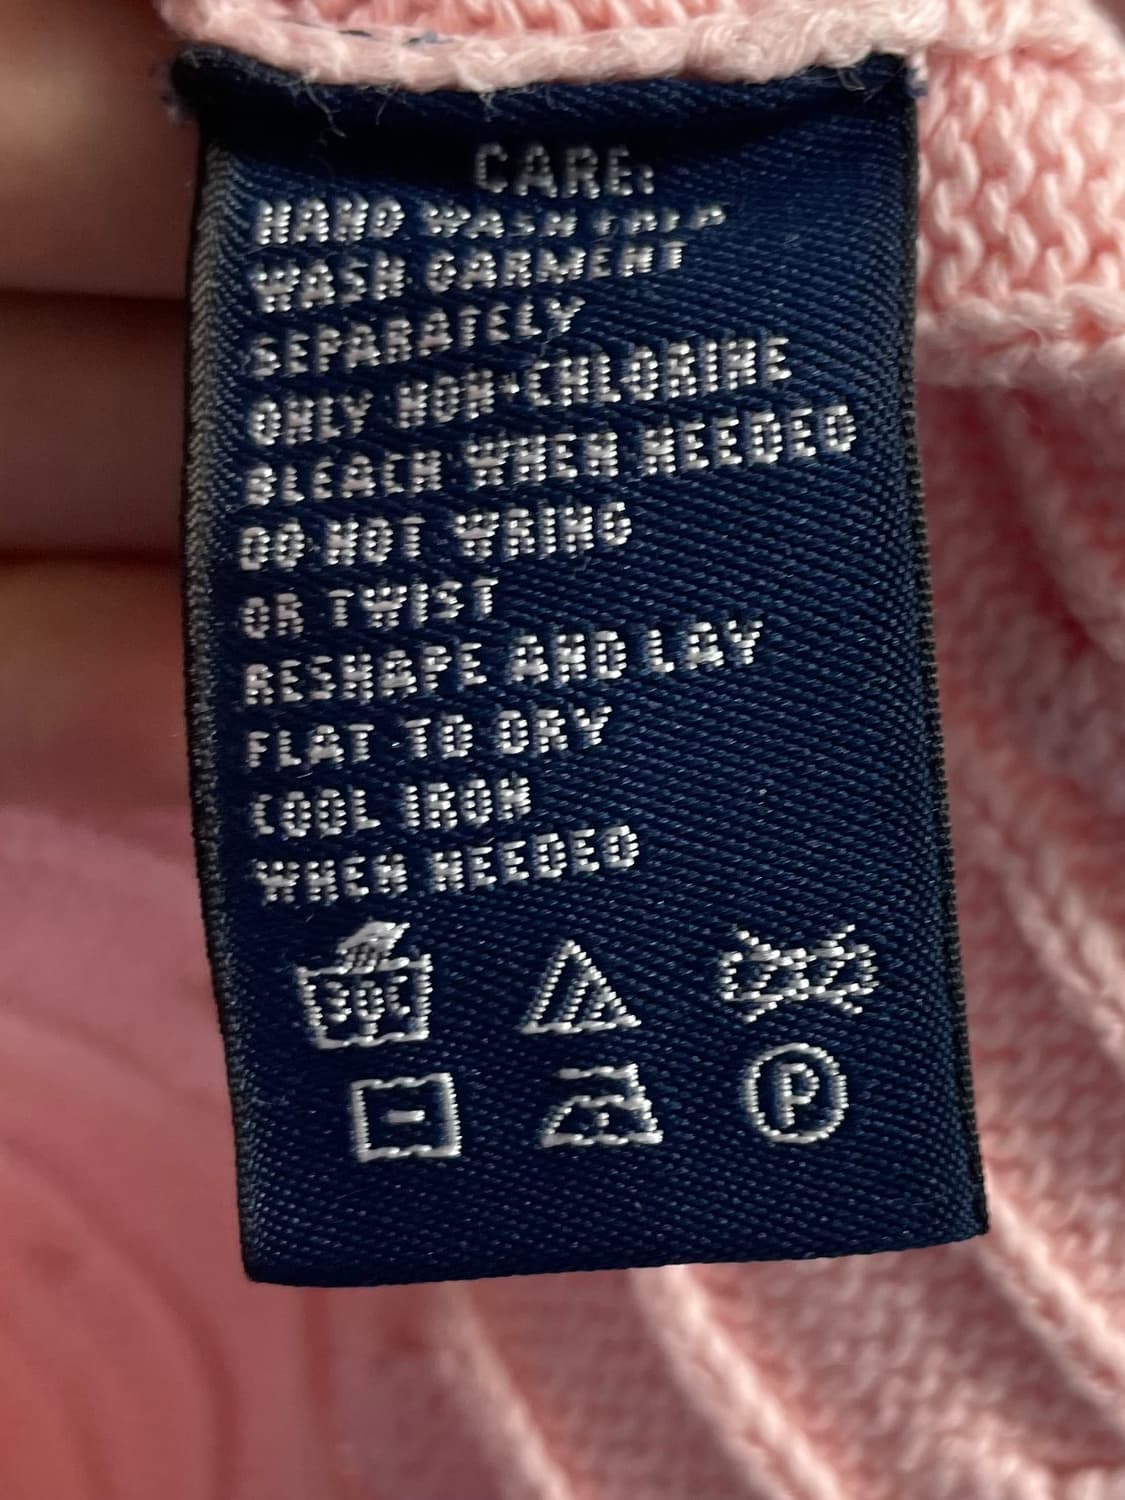 CARE:
HAND WASH COLD
WASH GARMENT
SEPARATELY
ONLY NON-CHLORINE
BLEACH WHEN NEEDED
DO NOT WRING
OR TWIST
RESHAPE AND LAY
FLAT TO DRY
COOL IRON
WHEN NEEDED
30C
P